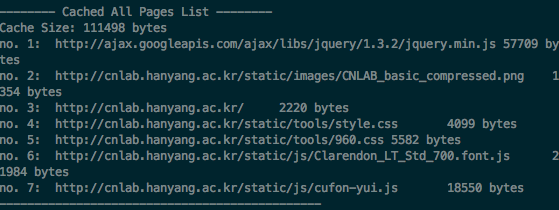 -------- Cached All Pages List --------
Cache Size: 111498 bytes
no. 1:  http://ajax.googleapis.com/ajax/libs/jquery/1.3.2/jquery.min.js 57709 by
tes
no. 2:  http://cnlab.hanyang.ac.kr/static/images/CNLAB_basic_compressed.png    1
354 bytes
no. 3:  http://cnlab.hanyang.ac.kr/     2220 bytes
no. 4:  http://cnlab.hanyang.ac.kr/static/tools/style.css       4099 bytes
no. 5:  http://cnlab.hanyang.ac.kr/static/tools/960.css 5582 bytes
no. 6:  http://cnlab.hanyang.ac.kr/static/js/Clarendon_LT_Std_700.font.js      2
1984 bytes
no. 7:  http://cnlab.hanyang.ac.kr/static/js/cufon-yui.js       18550 bytes
----------------------------------------------